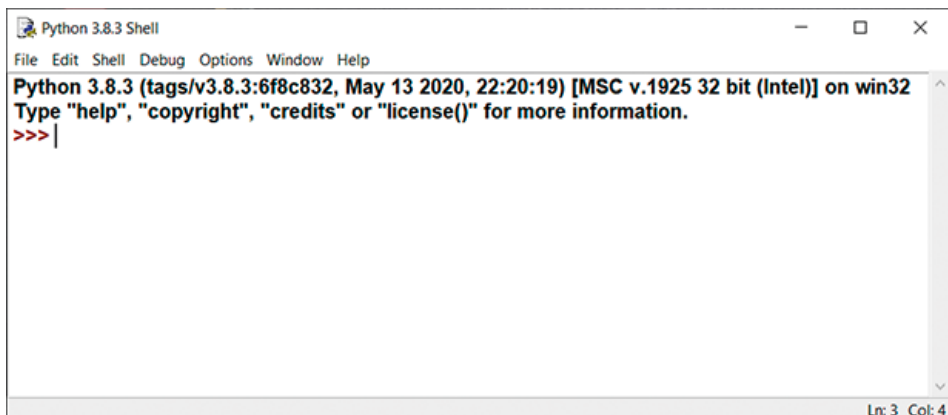 Python 3.8.3 Shell
File Edit Shell Debug Options Window Help
Python 3.8.3 (tags/v3.8.3:6f8c832, May 13 2020, 22:20:19) [MSC v.1925 32 bit (Intel)] on win32
Type "help", "copyright", "credits" or "license()" for more information.
>>>
Ln: 3 Col: 4